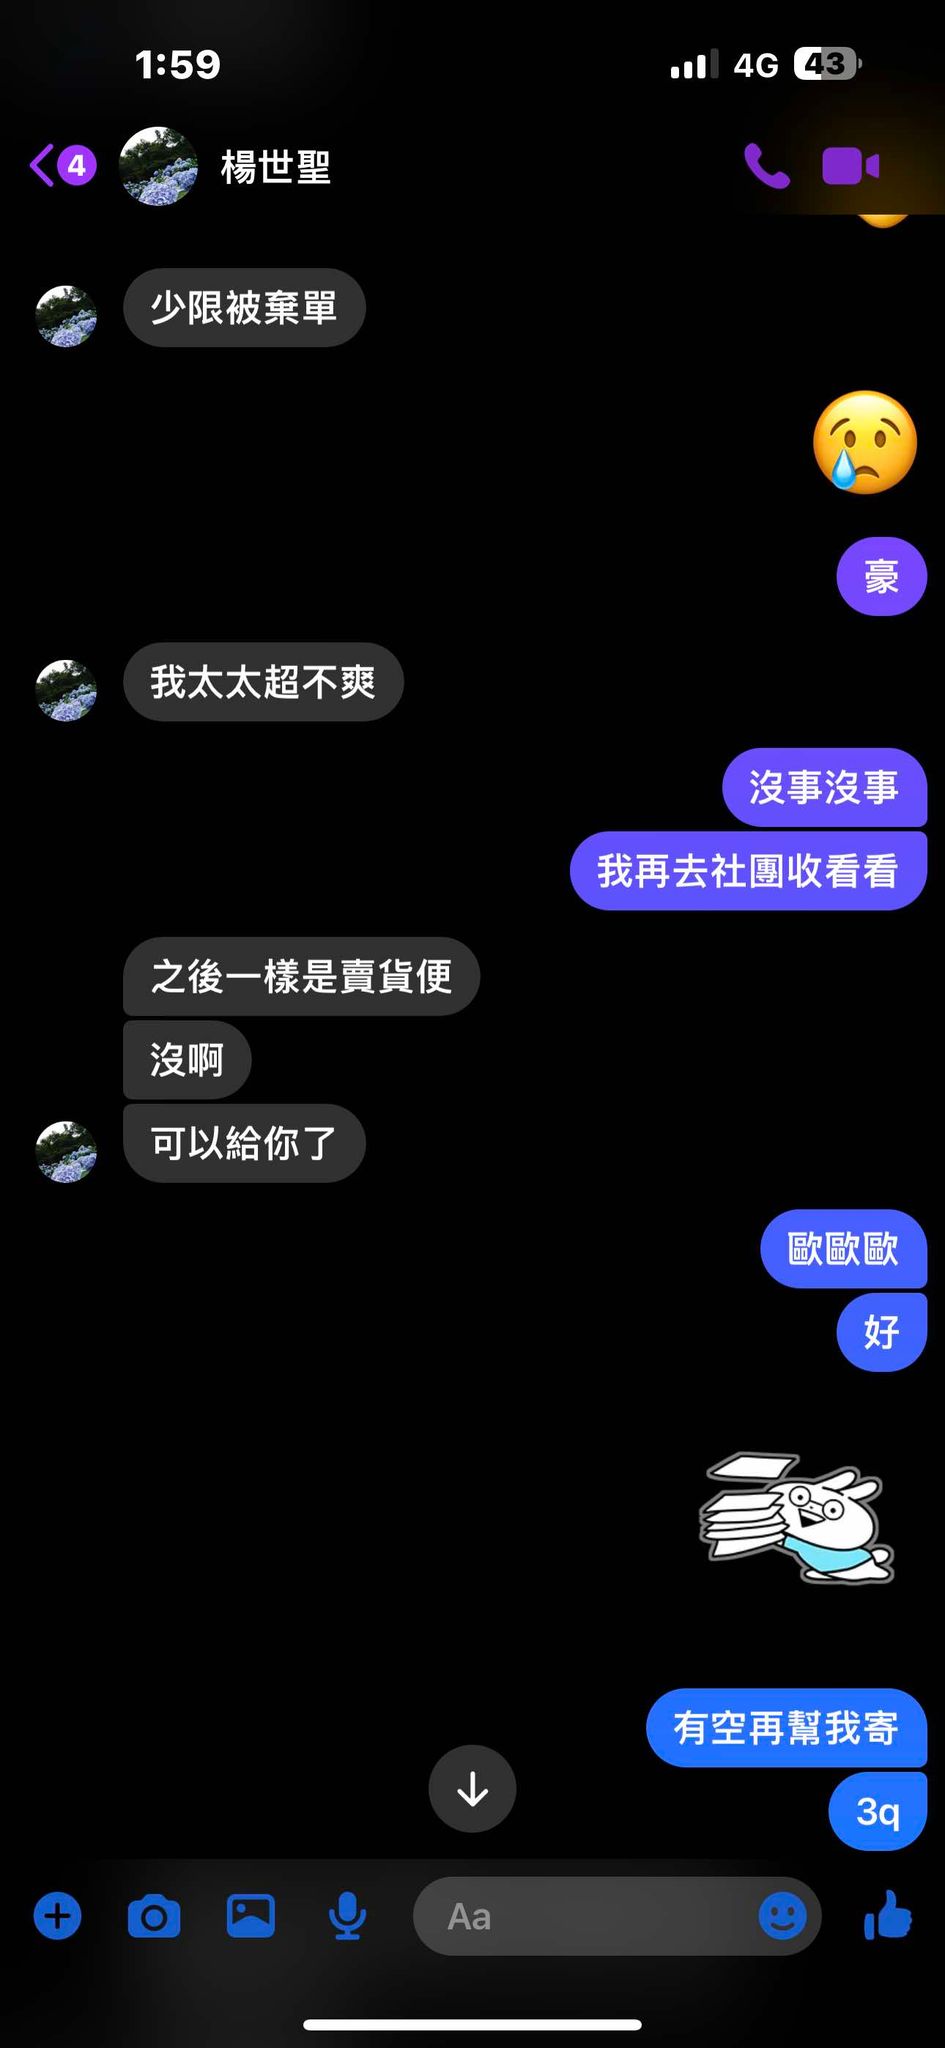 1:59
4G
43
4
楊世聖
少限被棄單
豪
我太太超不爽
沒事沒事
我再去社團收看看
之後一樣是賣貨便
沒啊
可以給你了
歐歐歐
好
有空再幫我寄
3q
Aa